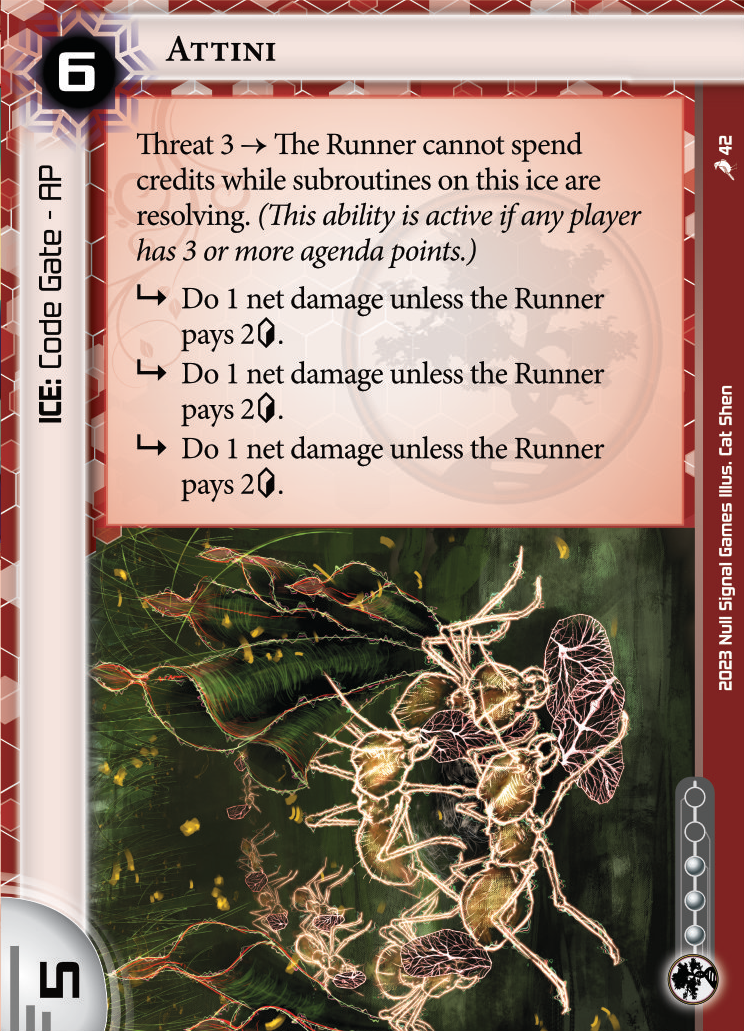 6
Attini
Threat 3 → The Runner cannot spend
credits while subroutines on this ice are
resolving. (This ability is active if any player
has 3 or more agenda points.)
↳ Do 1 net damage unless the Runner
pays 2.
↳ Do 1 net damage unless the Runner
pays 2.
↳ Do 1 net damage unless the Runner
pays 2.
ICE: Code Gate - AP
5
42
2023 Null Signal Games Illus. Cat Shen